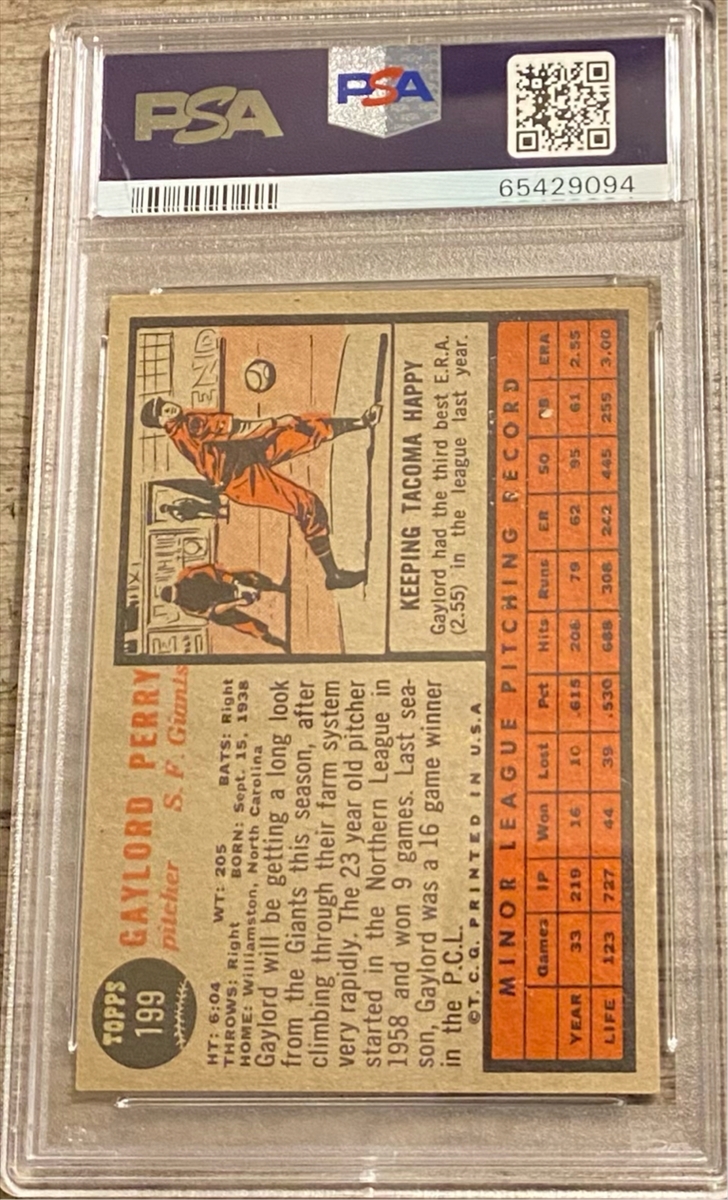 PSA
PSA
65429094
TOPPS
199
GAYLORD PERRY
pitcher S. F. Giants
HT: 6:04 WT: 205 BATS: Right
THROWS: Right BORN: Sept. 15, 1938
HOME: Williamston, North Carolina
Gaylord will be getting a long look
from the Giants this season, after
climbing through their farm system
very rapidly. The 23 year old pitcher
started in the Northern League in
1958 and won 9 games. Last sea-
son, Gaylord was a 16 game winner
in the P.C.L.
©T.C.G. PRINTED IN U.S.A
END
KEEPING TACOMA HAPPY
Gaylord had the third best E.R.A.
(2.55) in the league last year.
MINOR LEAGUE PITCHING RECORD
Games IP Won Lost Pct Hits Runs ER SO BB ERA
YEAR 33 219 16 10 .615 208 79 62 95 61 2.55
LIFE 123 727 44 39 .530 688 308 242 445 255 3.00